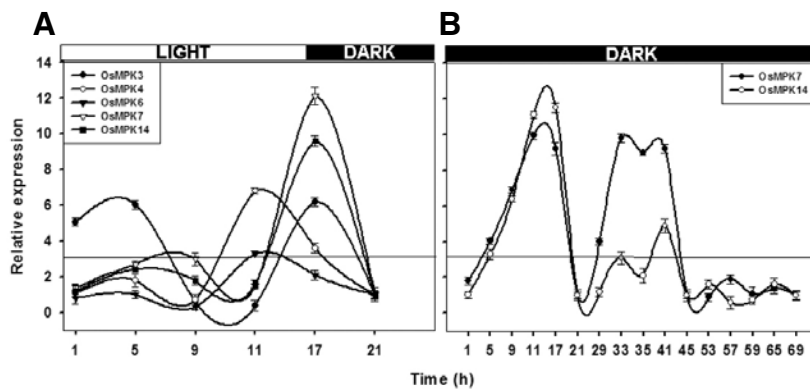 A
B
LIGHT DARK
DARK
14
12
10
8
6
4
2
0
Relative expression
OsMPK3
OsMPK4
OsMPK6
OsMPK7
OsMPK14
OsMPK7
OsMPK14
1 5 9 11 17 21
1 5 9 11 17 21 29 33 35 41 45 53 57 59 65 69
Time (h)